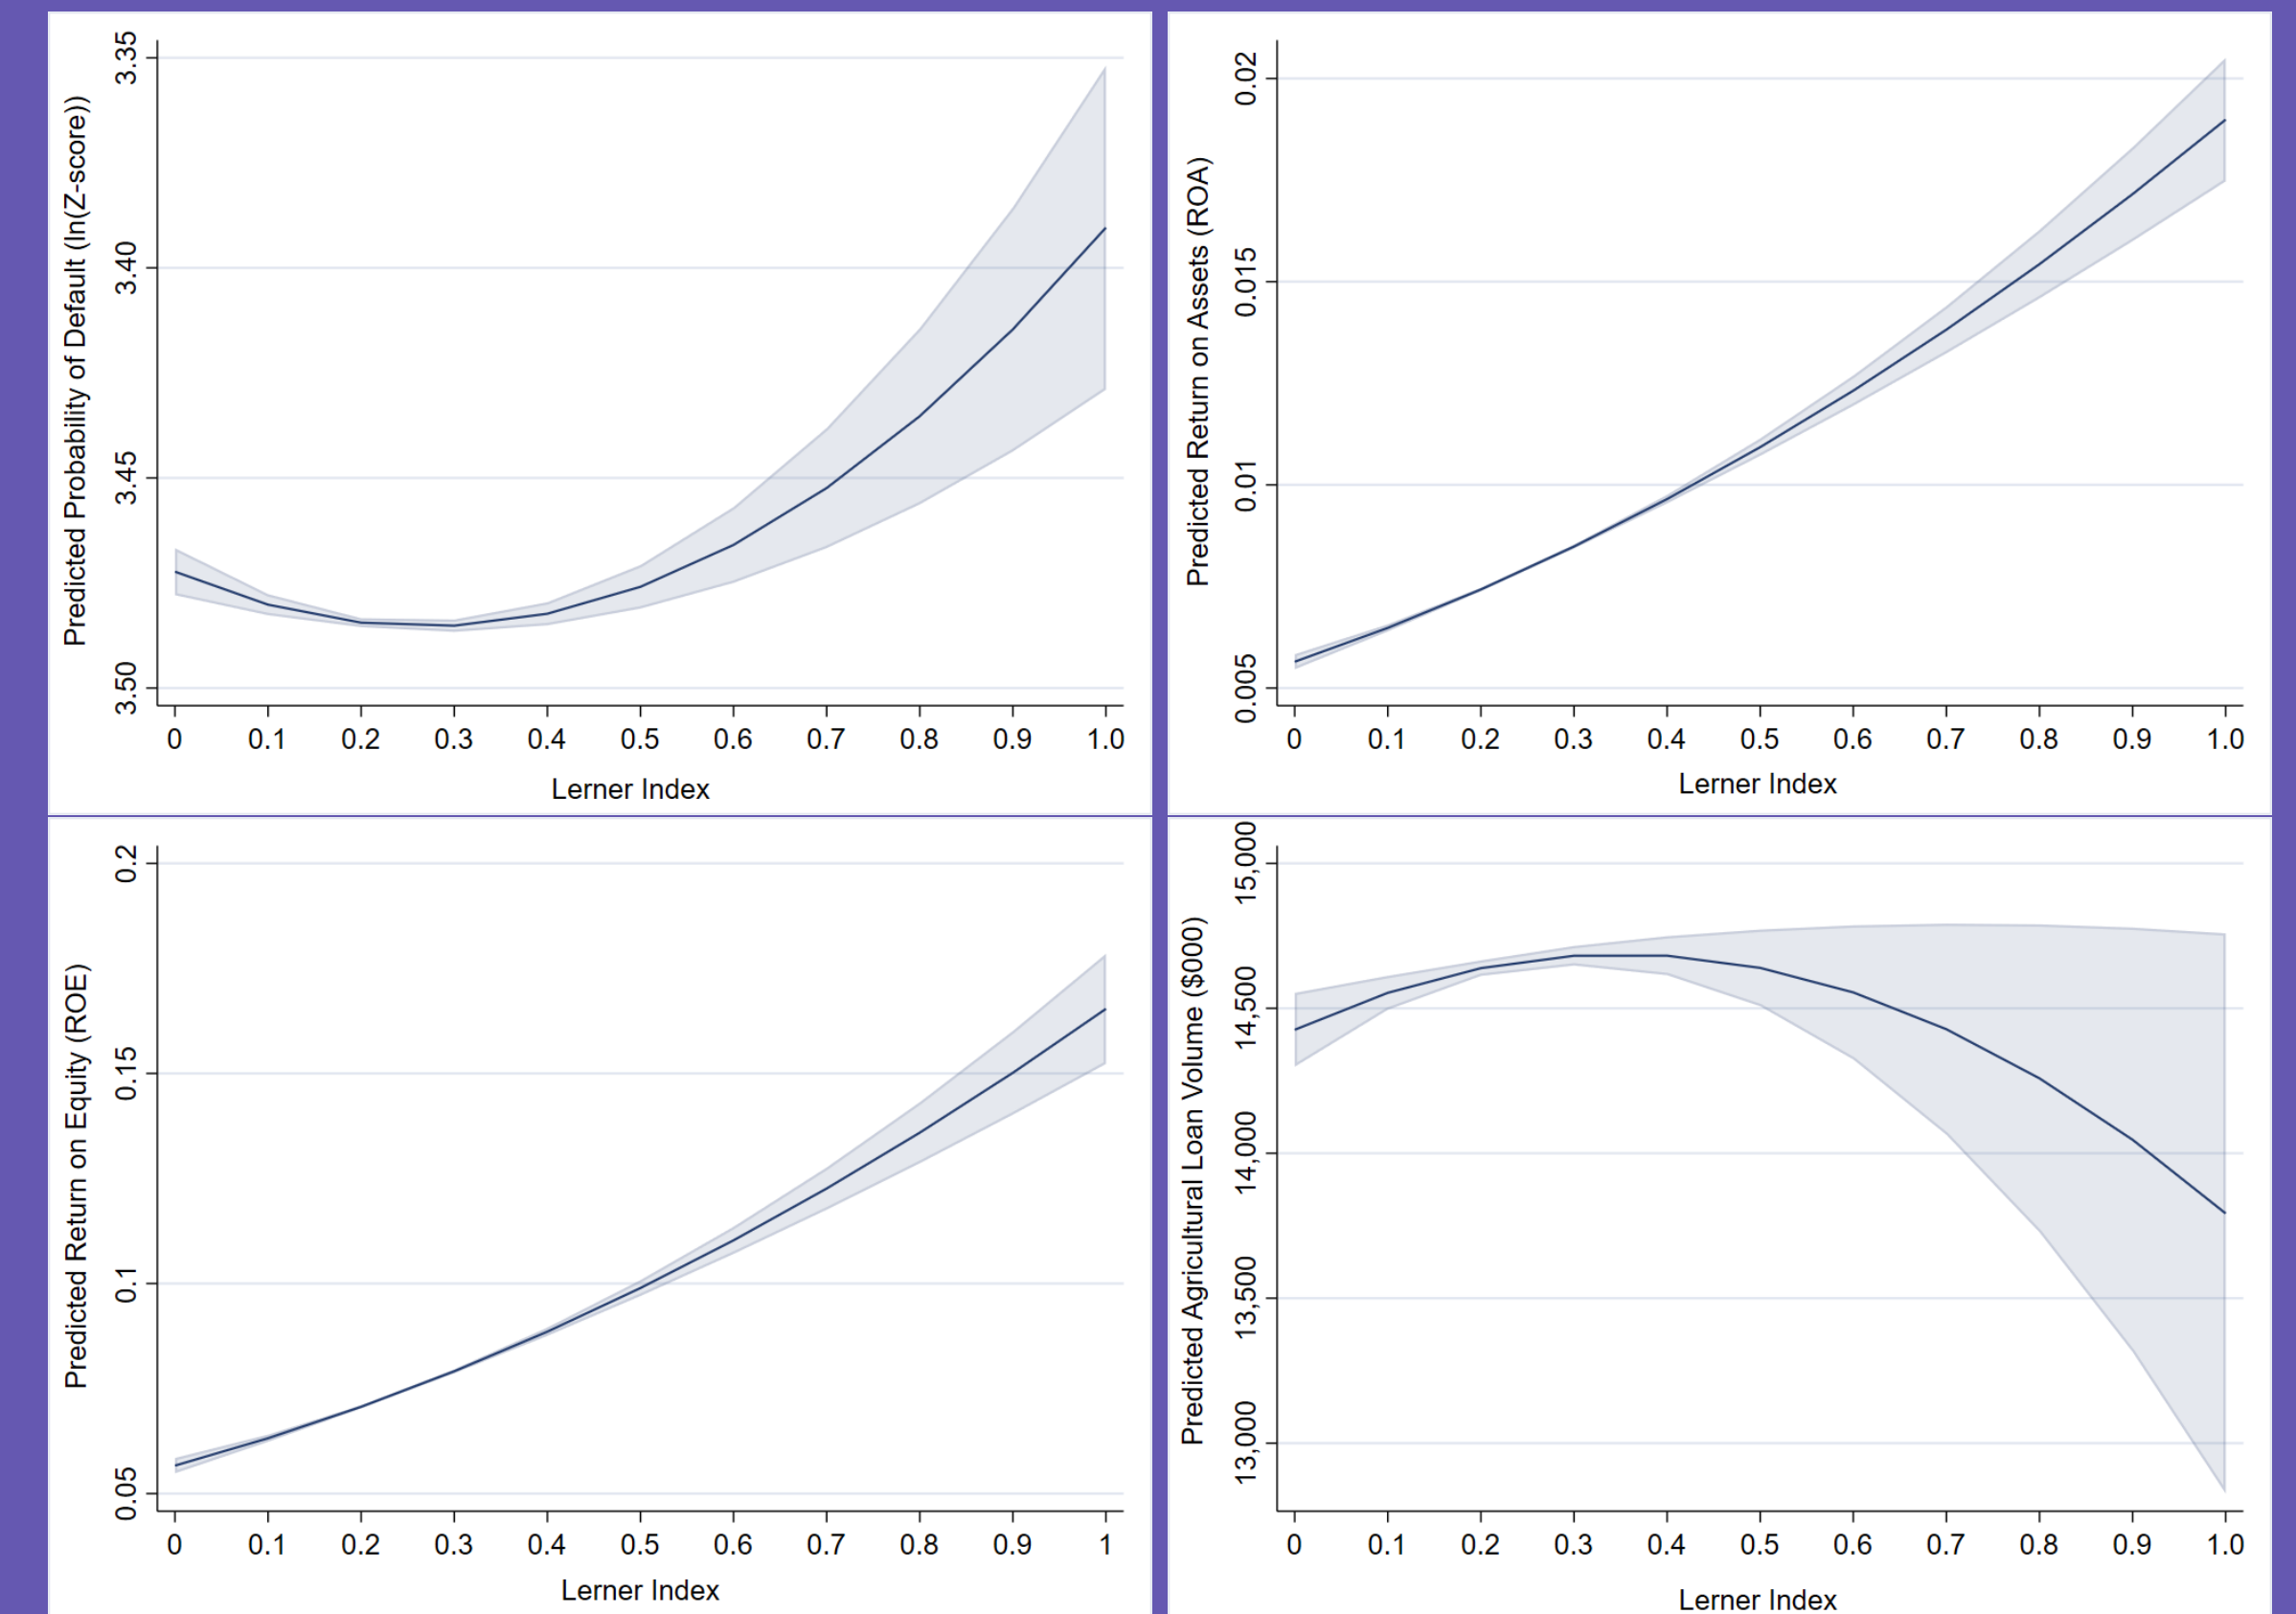 Predicted Probability of Default (ln(Z-score))
3.35
3.40
3.45
3.50
0 0.1 0.2 0.3 0.4 0.5 0.6 0.7 0.8 0.9 1.0
Lerner Index
Predicted Return on Assets (ROA)
0.02
0.015
0.01
0.005
0 0.1 0.2 0.3 0.4 0.5 0.6 0.7 0.8 0.9 1.0
Lerner Index
Predicted Return on Equity (ROE)
0.2
0.15
0.1
0.05
0 0.1 0.2 0.3 0.4 0.5 0.6 0.7 0.8 0.9 1
Lerner Index
Predicted Agricultural Loan Volume ($000)
15,000
14,500
14,000
13,500
13,000
0 0.1 0.2 0.3 0.4 0.5 0.6 0.7 0.8 0.9 1.0
Lerner Index